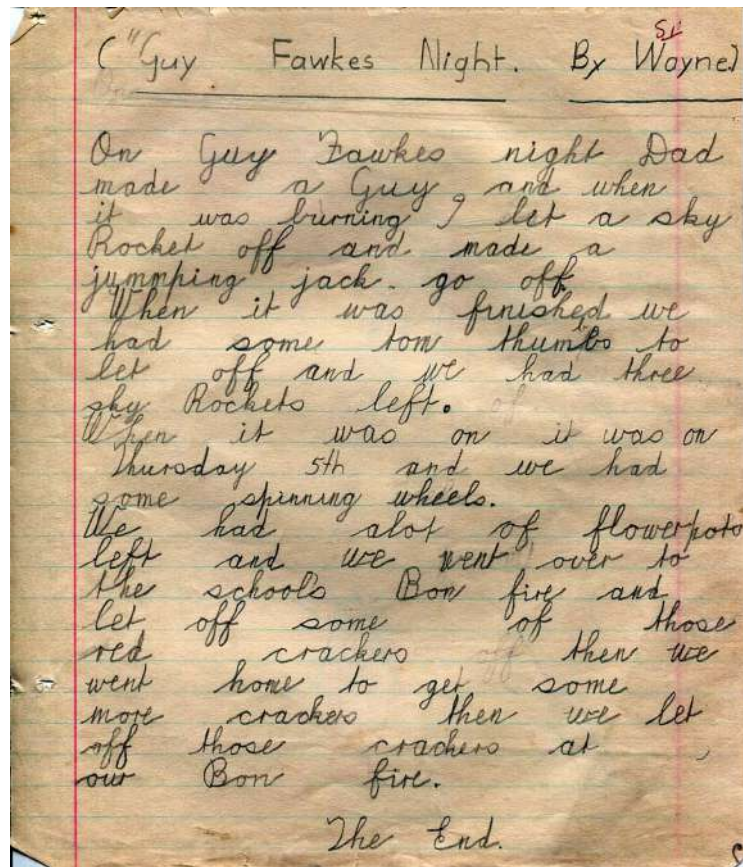 ("Guy Fawkes Night. By Wayne)
On Guy Fawkes night Dad
made a Guy, and when
it was burning I let a sky
Rocket off and made a
jummping jack. go off.
When it was finished we
had some tom thumbs to
let off and we had three
sky Rockets left.
When it was on it was on
Thursday 5th and we had
some spinning wheels.
We had alot of flowerpots
left and we went over to
the school's Bon fire and
let off some of those
red crackers then we
went home to get some
more crackers then we let
off those crackers at
our Bon fire.
The End.